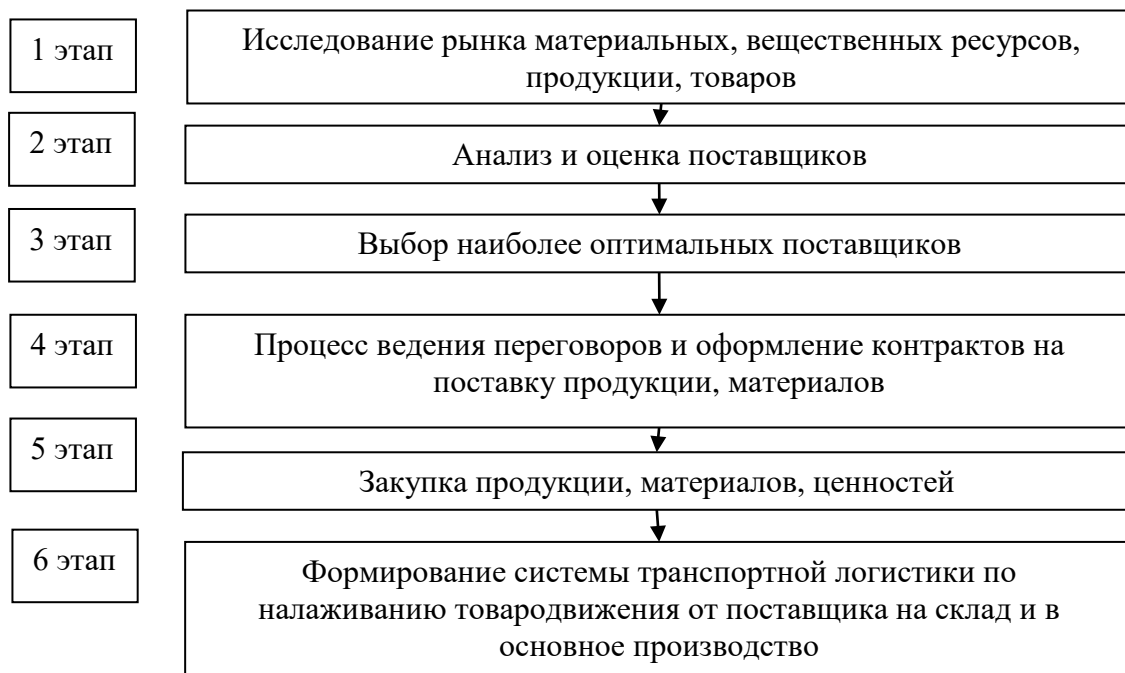 1 этап
Исследование рынка материальных, вещественных ресурсов,
продукции, товаров
2 этап
Анализ и оценка поставщиков
3 этап
Выбор наиболее оптимальных поставщиков
4 этап
Процесс ведения переговоров и оформление контрактов на
поставку продукции, материалов
5 этап
Закупка продукции, материалов, ценностей
6 этап
Формирование системы транспортной логистики по
налаживанию товародвижения от поставщика на склад и в
основное производство